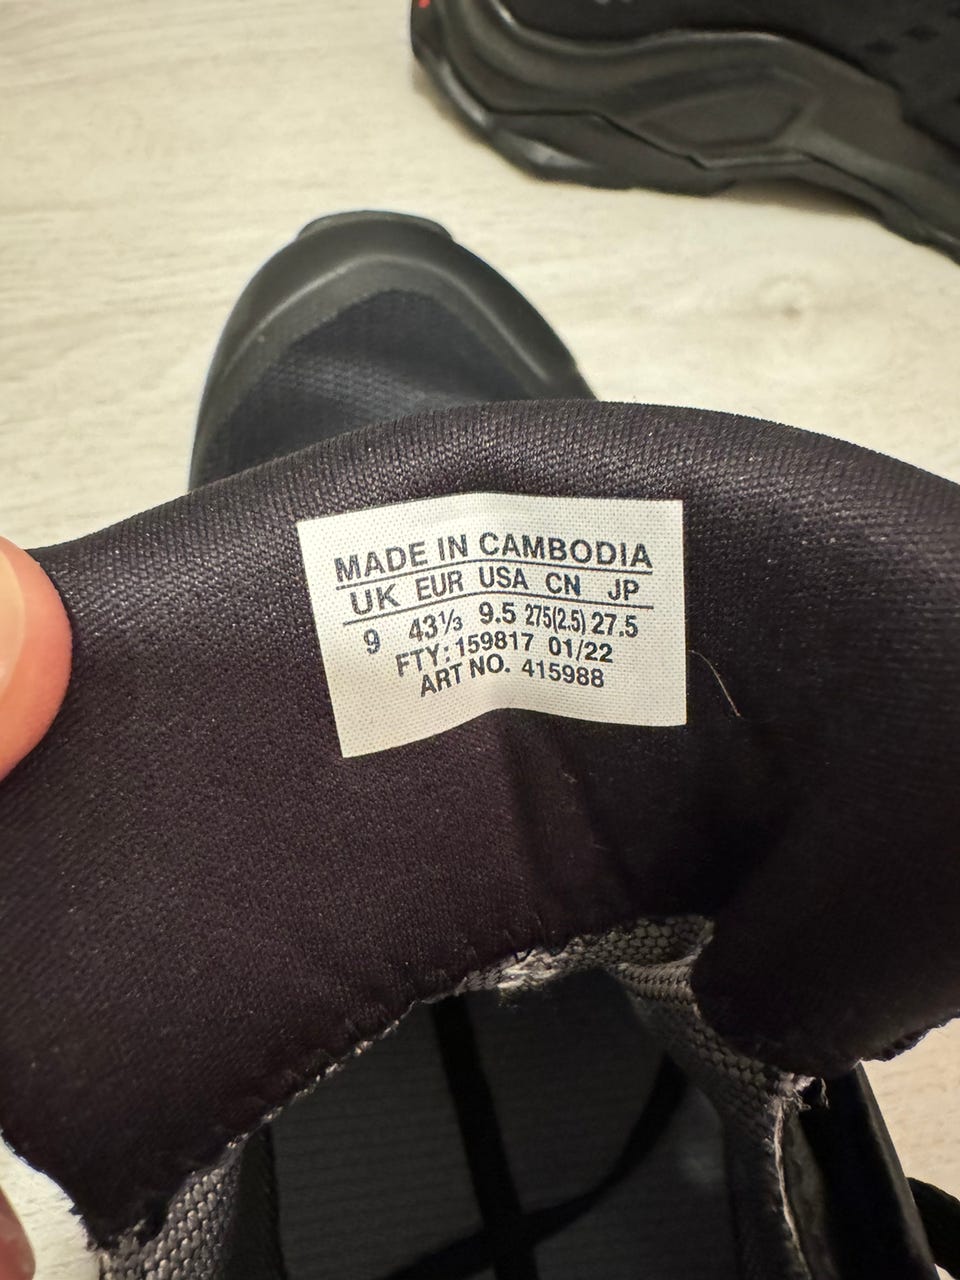 MADE IN CAMBODIA
UK EUR USA CN JP
9 43⅓ 9.5 275(2.5) 27.5
FTY: 159817 01/22
ART NO. 415988